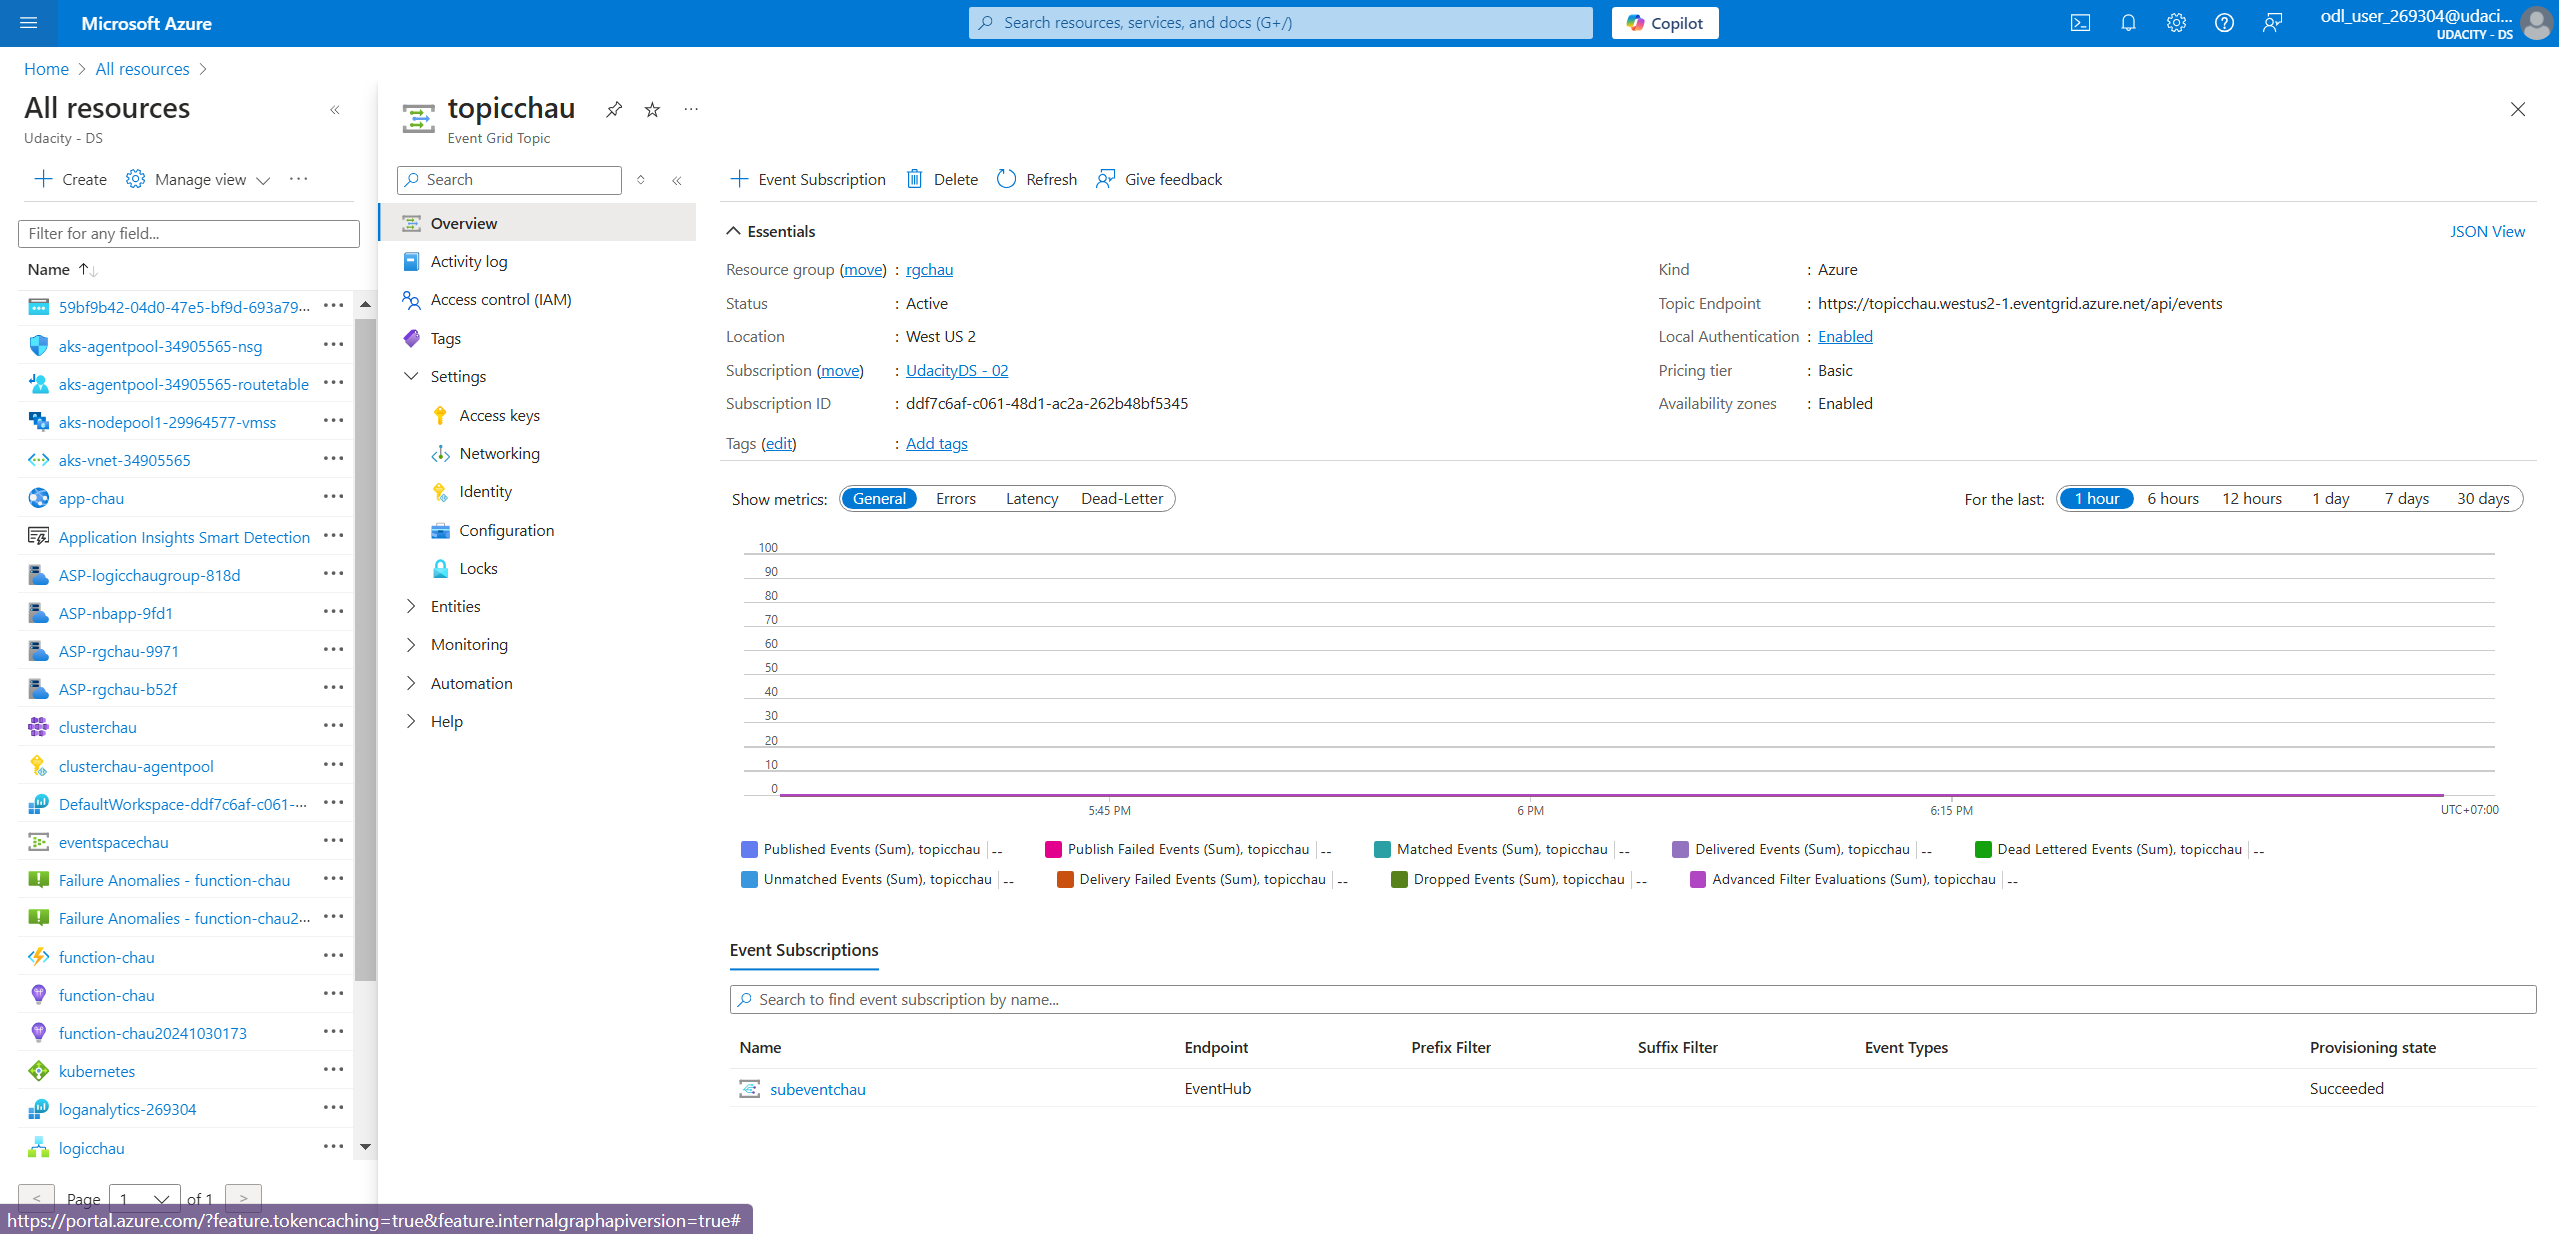 Microsoft Azure
Search resources, services, and docs (G+/)
Copilot
odl_user_269304@udaci...
UDACITY - DS
Home > All resources >
All resources
Udacity - DS
Create
Manage view
Filter for any field...
Name
59bf9b42-04d0-47e5-bf9d-693a79...
aks-agentpool-34905565-nsg
aks-agentpool-34905565-routetable
aks-nodepool1-29964577-vmss
aks-vnet-34905565
app-chau
Application Insights Smart Detection
ASP-logicchaugroup-818d
ASP-nbapp-9fd1
ASP-rgchau-9971
ASP-rgchau-b52f
clusterchau
clusterchau-agentpool
DefaultWorkspace-ddf7c6af-c061-...
eventspacechau
Failure Anomalies - function-chau
Failure Anomalies - function-chau2...
function-chau
function-chau
function-chau20241030173
kubernetes
loganalytics-269304
logicchau
< Page 1 of 1 >
https://portal.azure.com/?feature.tokencaching=true&feature.internalgraphapiversion=true#
topicchau
Event Grid Topic
Search
Overview
Activity log
Access control (IAM)
Tags
Settings
Access keys
Networking
Identity
Configuration
Locks
Entities
Monitoring
Automation
Help
Event Subscription
Delete
Refresh
Give feedback
Essentials
JSON View
Resource group (move) : rgchau
Status : Active
Location : West US 2
Subscription (move) : UdacityDS - 02
Subscription ID : ddf7c6af-c061-48d1-ac2a-262b48bf5345
Tags (edit) : Add tags
Kind : Azure
Topic Endpoint : https://topicchau.westus2-1.eventgrid.azure.net/api/events
Local Authentication : Enabled
Pricing tier : Basic
Availability zones : Enabled
Show metrics: General Errors Latency Dead-Letter
For the last: 1 hour 6 hours 12 hours 1 day 7 days 30 days
100
90
80
70
60
50
40
30
20
10
0
5:45 PM 6 PM 6:15 PM UTC+07:00
Published Events (Sum), topicchau | -- Publish Failed Events (Sum), topicchau | -- Matched Events (Sum), topicchau | -- Delivered Events (Sum), topicchau | -- Dead Lettered Events (Sum), topicchau | --
Unmatched Events (Sum), topicchau | -- Delivery Failed Events (Sum), topicchau | -- Dropped Events (Sum), topicchau | -- Advanced Filter Evaluations (Sum), topicchau | --
Event Subscriptions
Search to find event subscription by name...
Name Endpoint Prefix Filter Suffix Filter Event Types Provisioning state
subeventchau EventHub Succeeded